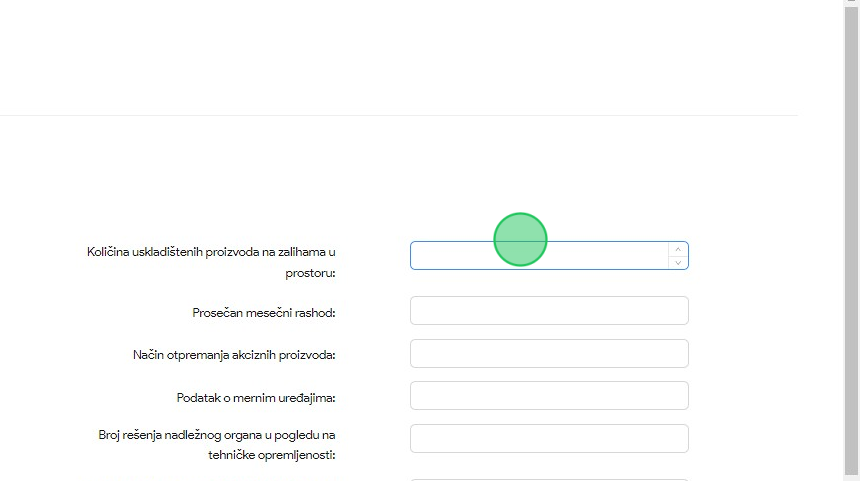 Količina uskladištenih proizvoda na zalihama u
prostoru:
Prosečan mesečni rashod:
Način otpremanja akciznih proizvoda:
Podatak o mernim uređajima:
Broj rešenja nadležnog organa u pogledu na
tehničke opremljenosti: